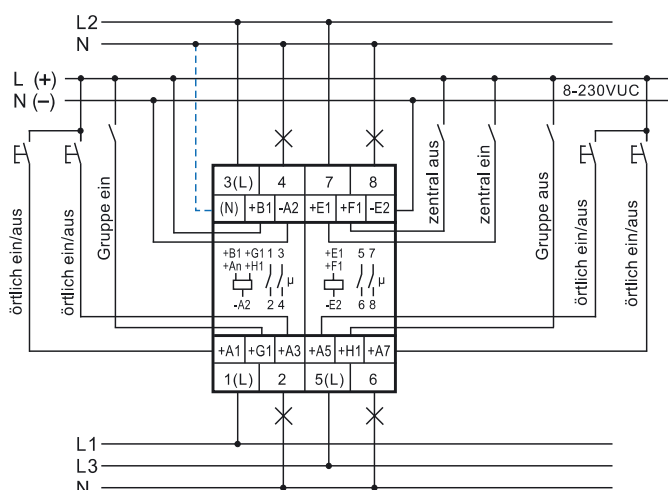 L2
N
L (+)
N (−)
8-230VUC
örtlich ein/aus
örtlich ein/aus
Gruppe ein
zentral aus
zentral ein
Gruppe aus
örtlich ein/aus
örtlich ein/aus
3(L) 4 7 8
(N) +B1 -A2 +E1 +F1 -E2
+B1 +G1 1 3 +E1 5 7
+An +H1 +F1
µ µ
-A2 2 4 -E2 6 8
+A1 +G1 +A3 +A5 +H1 +A7
1(L) 2 5(L) 6
L1
L3
N